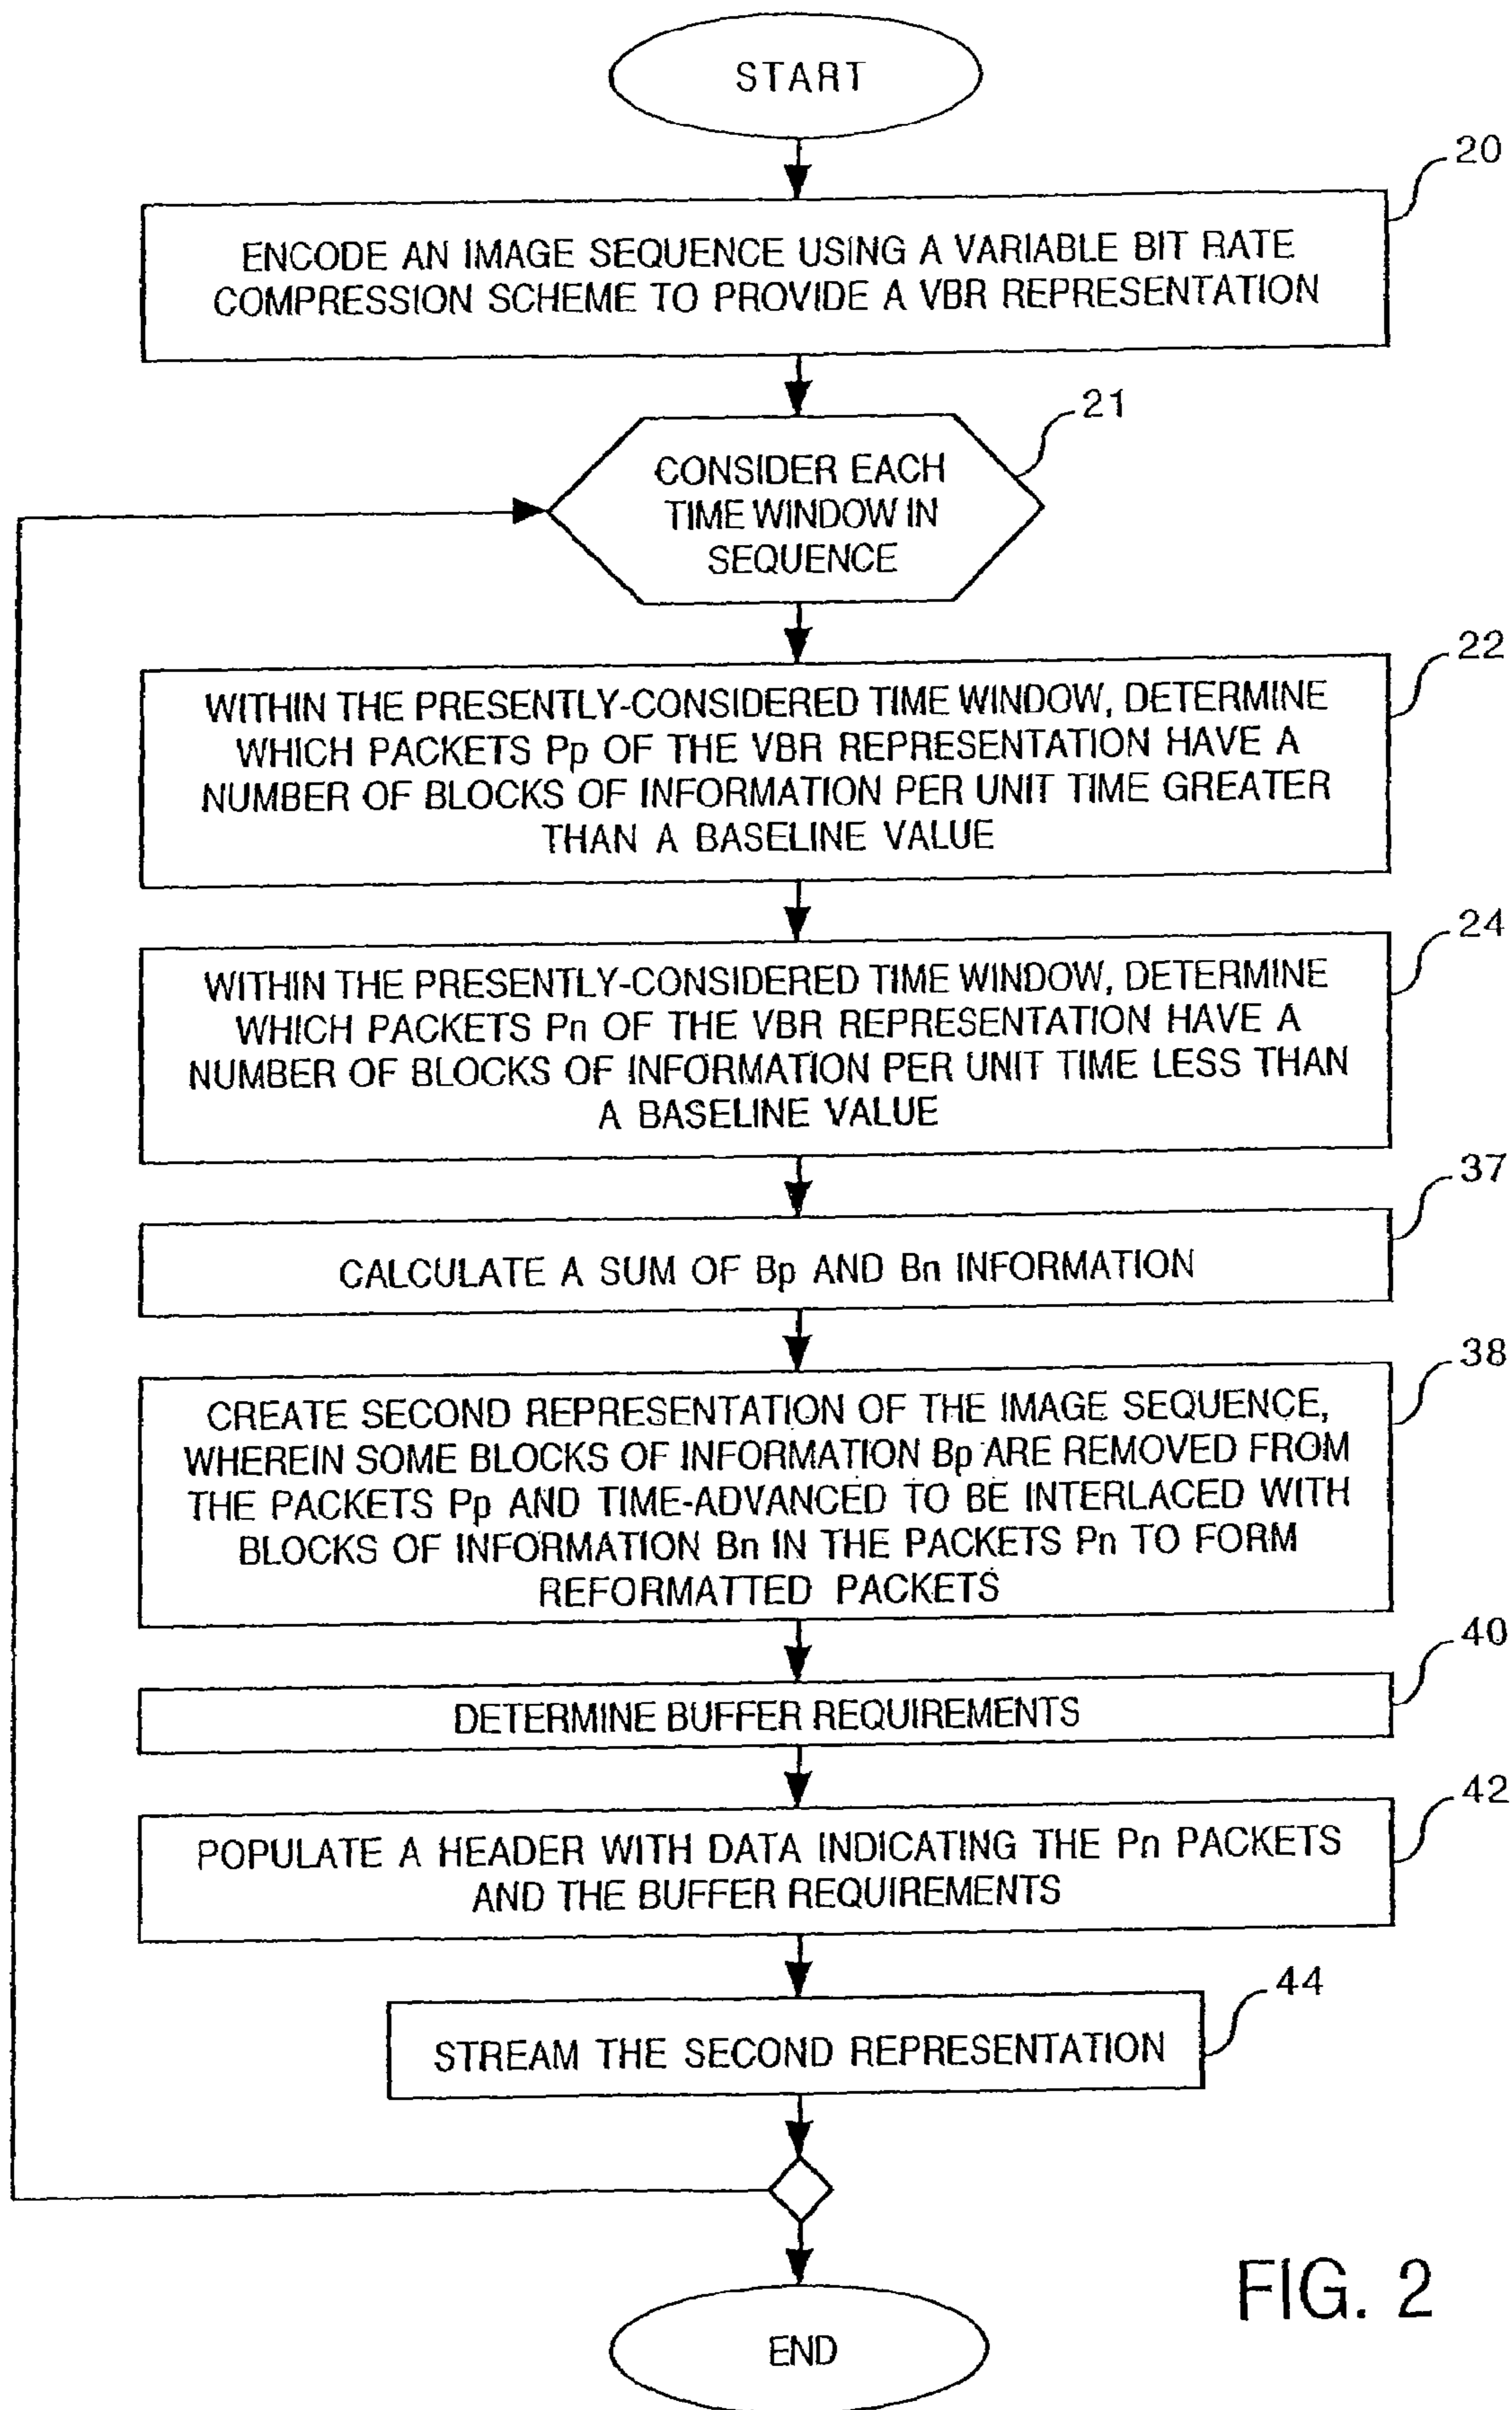 START
20
ENCODE AN IMAGE SEQUENCE USING A VARIABLE BIT RATE
COMPRESSION SCHEME TO PROVIDE A VBR REPRESENTATION
21
CONSIDER EACH
TIME WINDOW IN
SEQUENCE
22
WITHIN THE PRESENTLY-CONSIDERED TIME WINDOW, DETERMINE
WHICH PACKETS Pp OF THE VBR REPRESENTATION HAVE A
NUMBER OF BLOCKS OF INFORMATION PER UNIT TIME GREATER
THAN A BASELINE VALUE
24
WITHIN THE PRESENTLY-CONSIDERED TIME WINDOW, DETERMINE
WHICH PACKETS Pn OF THE VBR REPRESENTATION HAVE A
NUMBER OF BLOCKS OF INFORMATION PER UNIT TIME LESS THAN
A BASELINE VALUE
37
CALCULATE A SUM OF Bp AND Bn INFORMATION
38
CREATE SECOND REPRESENTATION OF THE IMAGE SEQUENCE,
WHEREIN SOME BLOCKS OF INFORMATION Bp ARE REMOVED FROM
THE PACKETS Pp AND TIME-ADVANCED TO BE INTERLACED WITH
BLOCKS OF INFORMATION Bn IN THE PACKETS Pn TO FORM
REFORMATTED PACKETS
40
DETERMINE BUFFER REQUIREMENTS
42
POPULATE A HEADER WITH DATA INDICATING THE Pn PACKETS
AND THE BUFFER REQUIREMENTS
44
STREAM THE SECOND REPRESENTATION
END
FIG. 2